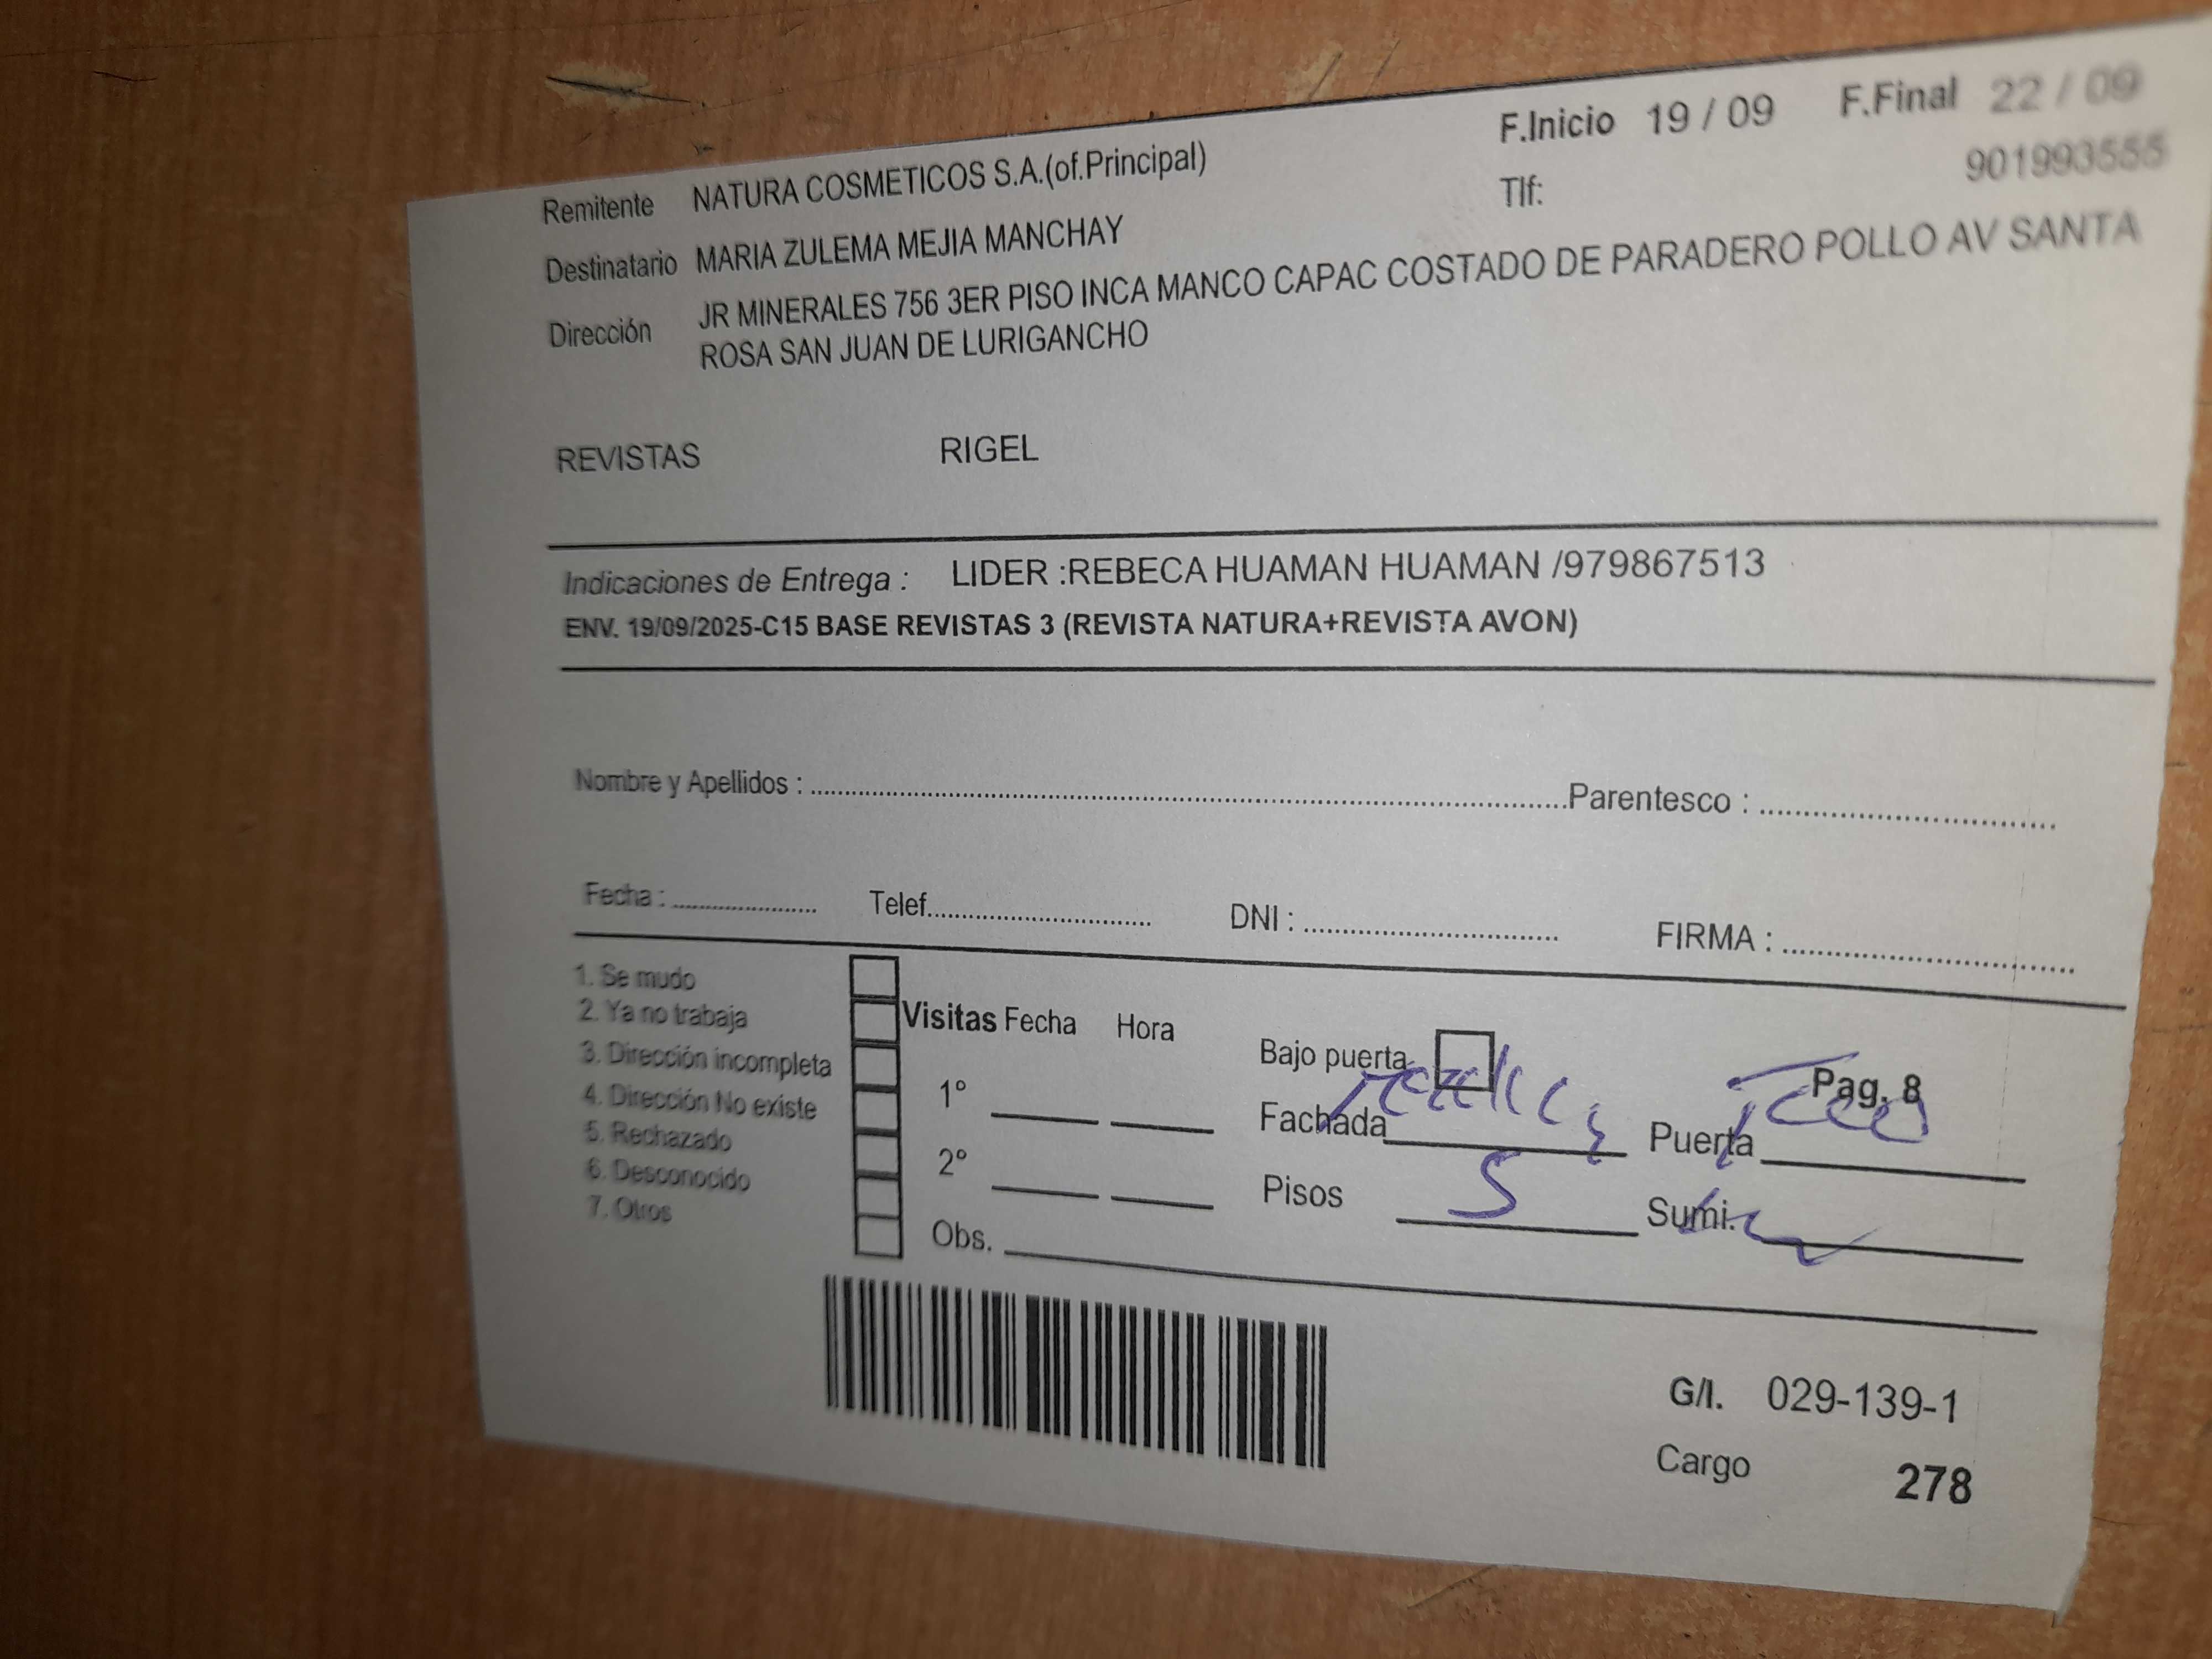 F.Inicio 19 / 09 F.Final 22 / 09
Remitente NATURA COSMETICOS S.A.(of.Principal) Tlf: 901993555
Destinatario MARIA ZULEMA MEJIA MANCHAY
Dirección JR MINERALES 756 3ER PISO INCA MANCO CAPAC COSTADO DE PARADERO POLLO AV SANTA
ROSA SAN JUAN DE LURIGANCHO
REVISTAS RIGEL
Indicaciones de Entrega : LIDER :REBECA HUAMAN HUAMAN /979867513
ENV. 19/09/2025-C15 BASE REVISTAS 3 (REVISTA NATURA+REVISTA AVON)
Nombre y Apellidos : Parentesco :
Fecha : Telef. DNI : FIRMA :
1. Se mudo
2. Ya no trabaja
3. Dirección incompleta
4. Dirección No existe
5. Rechazado
6. Desconocido
7. Otros
Visitas Fecha Hora
1º
2º
Obs.
Bajo puerta Pag. 8
Fachada Puerta
Pisos 5 Sumi.
G/I. 029-139-1
Cargo 278